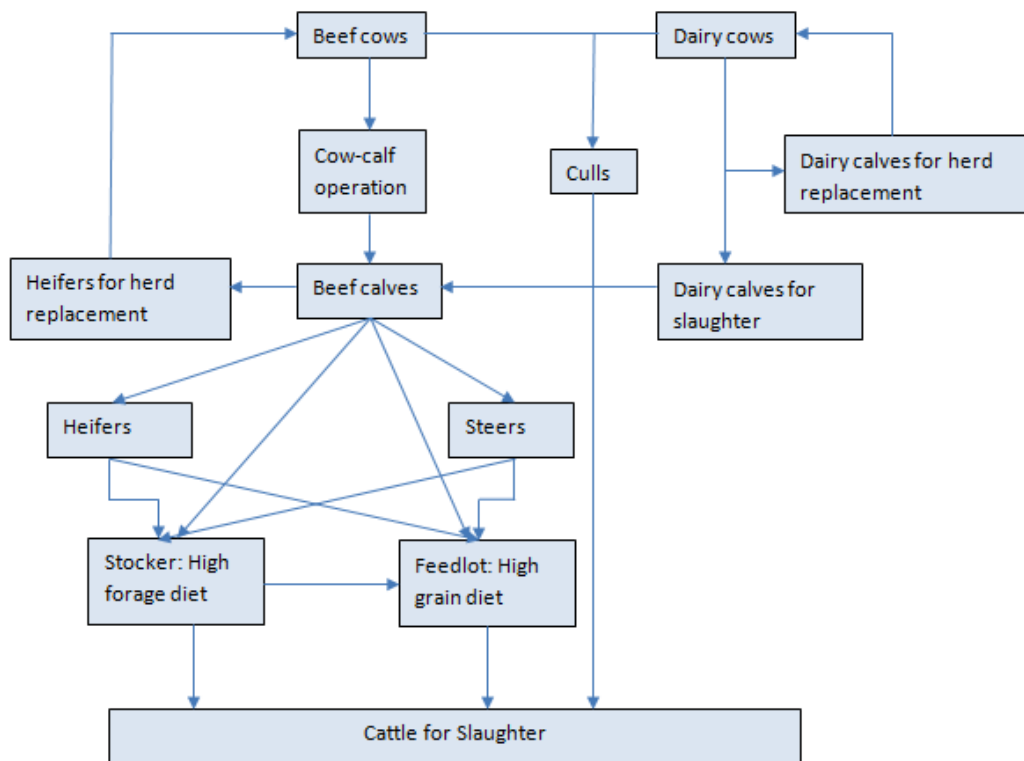 Beef cows
Dairy cows
Cow-calf
operation
Culls
Dairy calves for herd
replacement
Heifers for herd
replacement
Beef calves
Dairy calves for
slaughter
Heifers
Steers
Stocker: High
forage diet
Feedlot: High
grain diet
Cattle for Slaughter